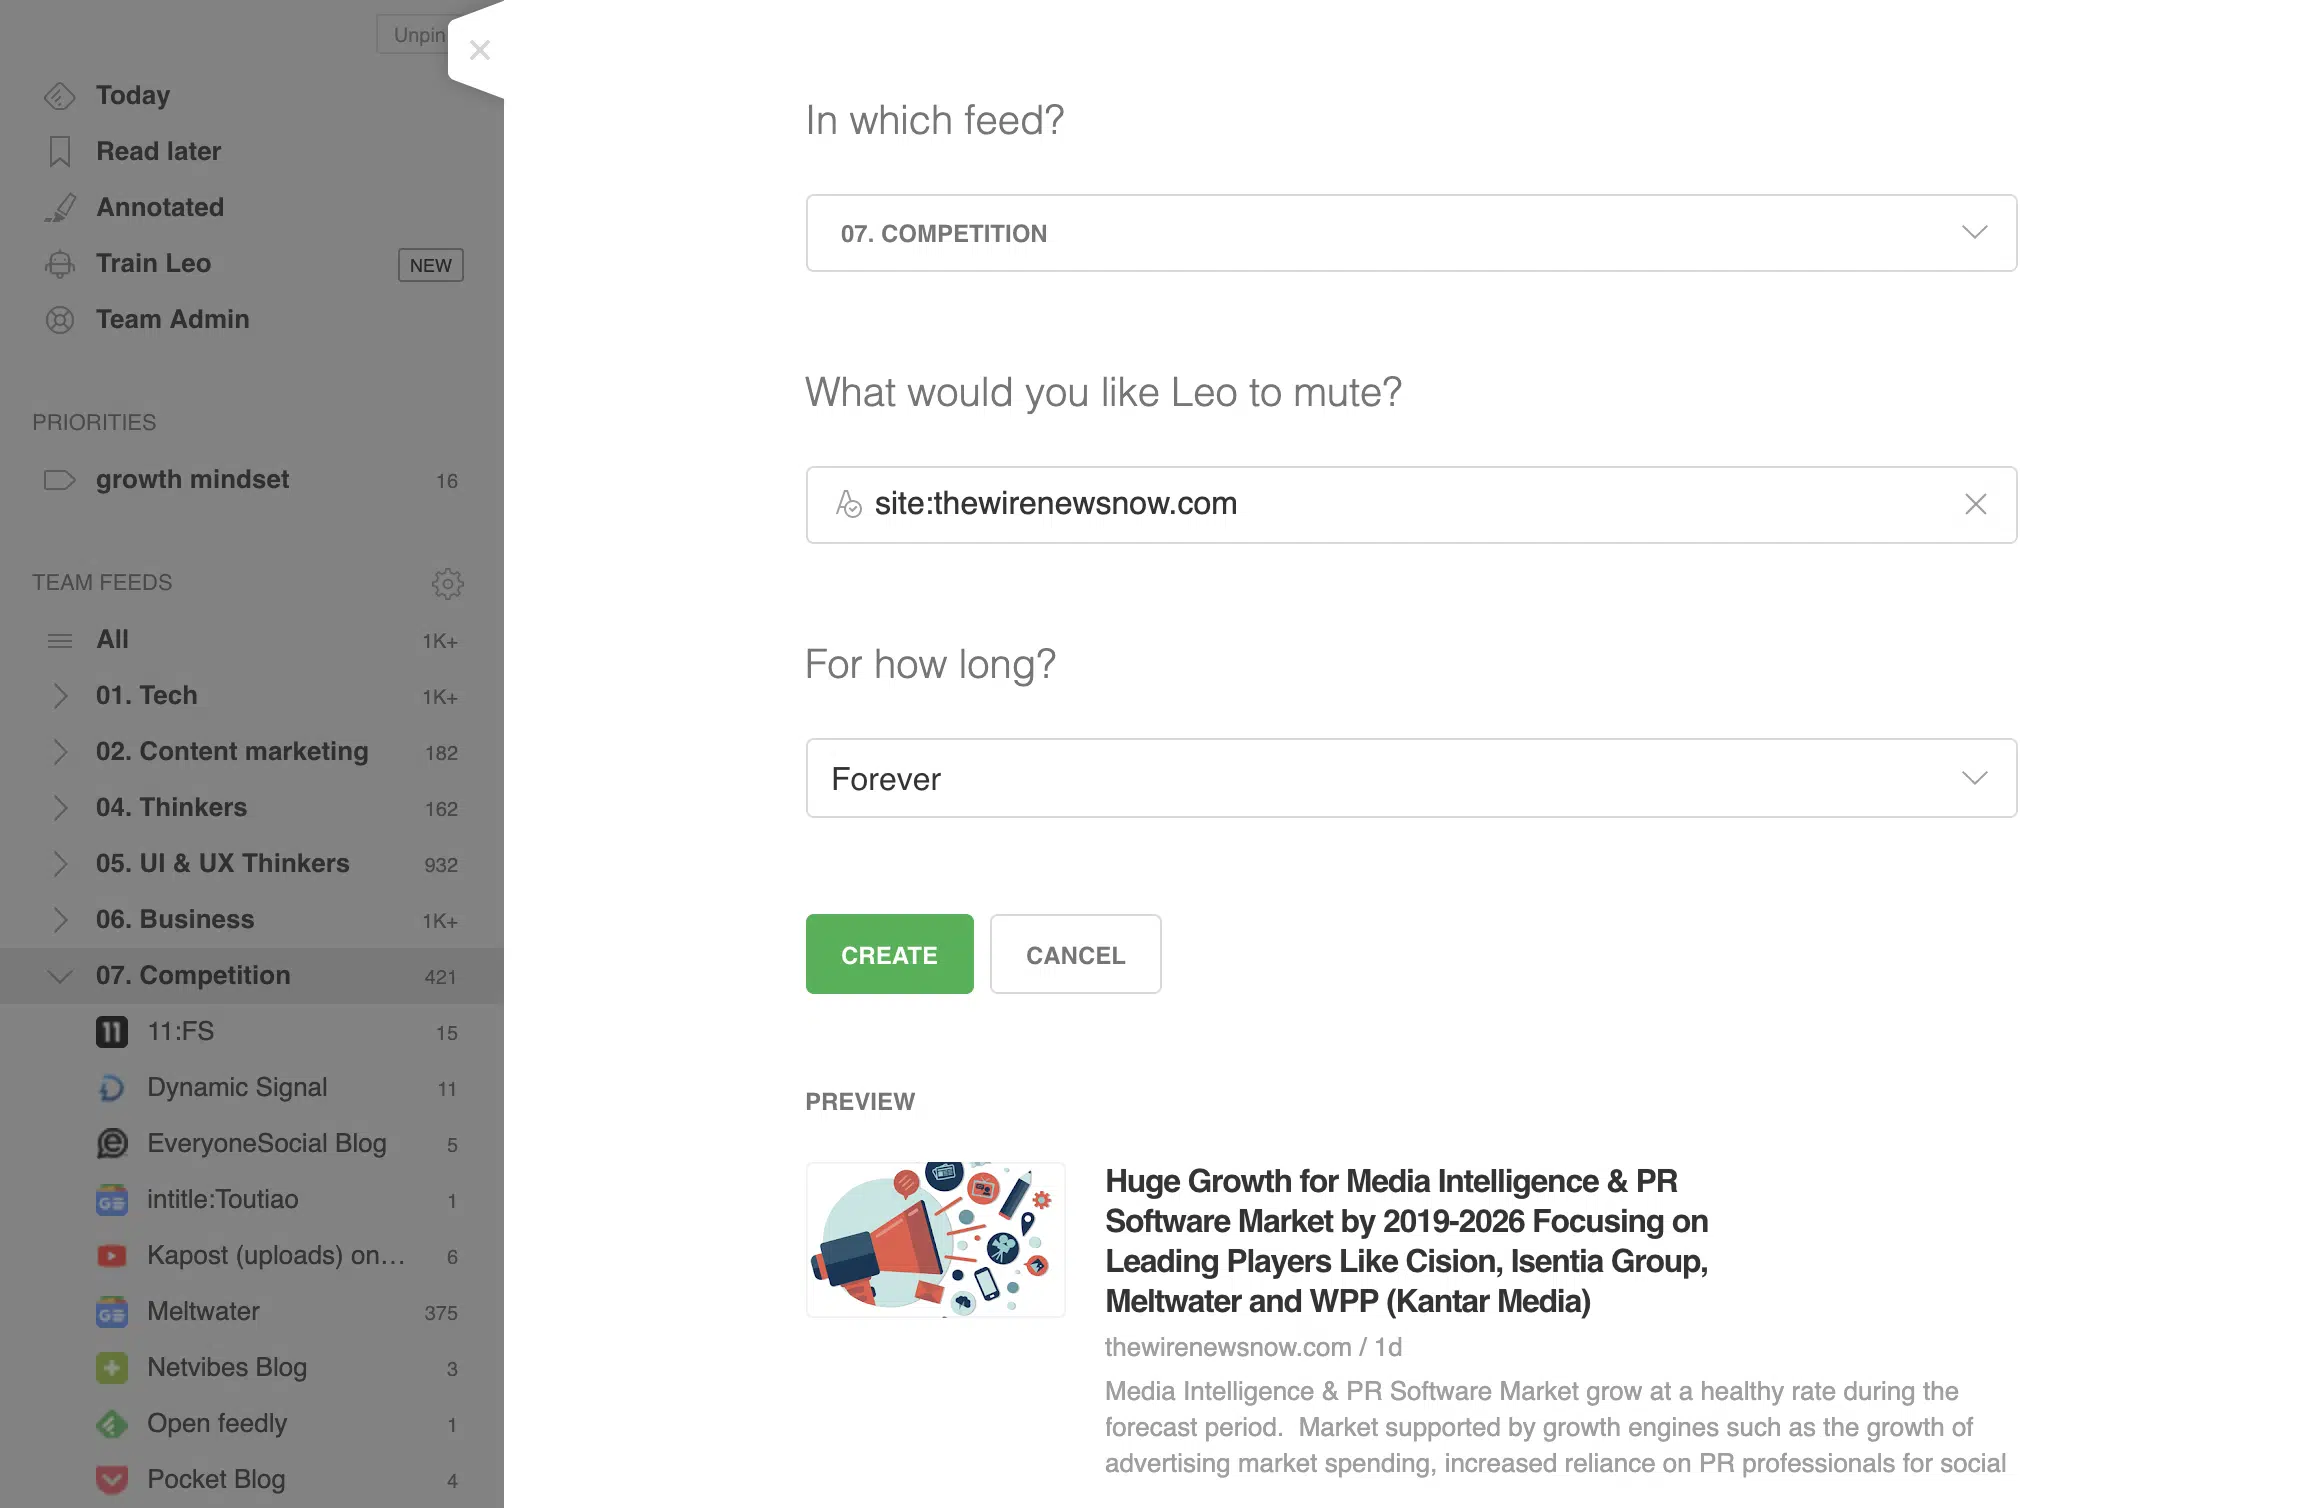 Unpin
Today
Read later
Annotated
Train Leo NEW
Team Admin
PRIORITIES
growth mindset 16
TEAM FEEDS
All 1K+
01. Tech 1K+
02. Content marketing 182
04. Thinkers 162
05. UI & UX Thinkers 932
06. Business 1K+
07. Competition 421
11:FS 15
Dynamic Signal 11
EveryoneSocial Blog 5
intitle:Toutiao 1
Kapost (uploads) on... 6
Meltwater 375
Netvibes Blog 3
Open feedly 1
Pocket Blog 4
In which feed?
07. COMPETITION
What would you like Leo to mute?
site:thewirenewsnow.com
For how long?
Forever
CREATE CANCEL
PREVIEW
Huge Growth for Media Intelligence & PR
Software Market by 2019-2026 Focusing on
Leading Players Like Cision, Isentia Group,
Meltwater and WPP (Kantar Media)
thewirenewsnow.com / 1d
Media Intelligence & PR Software Market grow at a healthy rate during the
forecast period.  Market supported by growth engines such as the growth of
advertising market spending, increased reliance on PR professionals for social